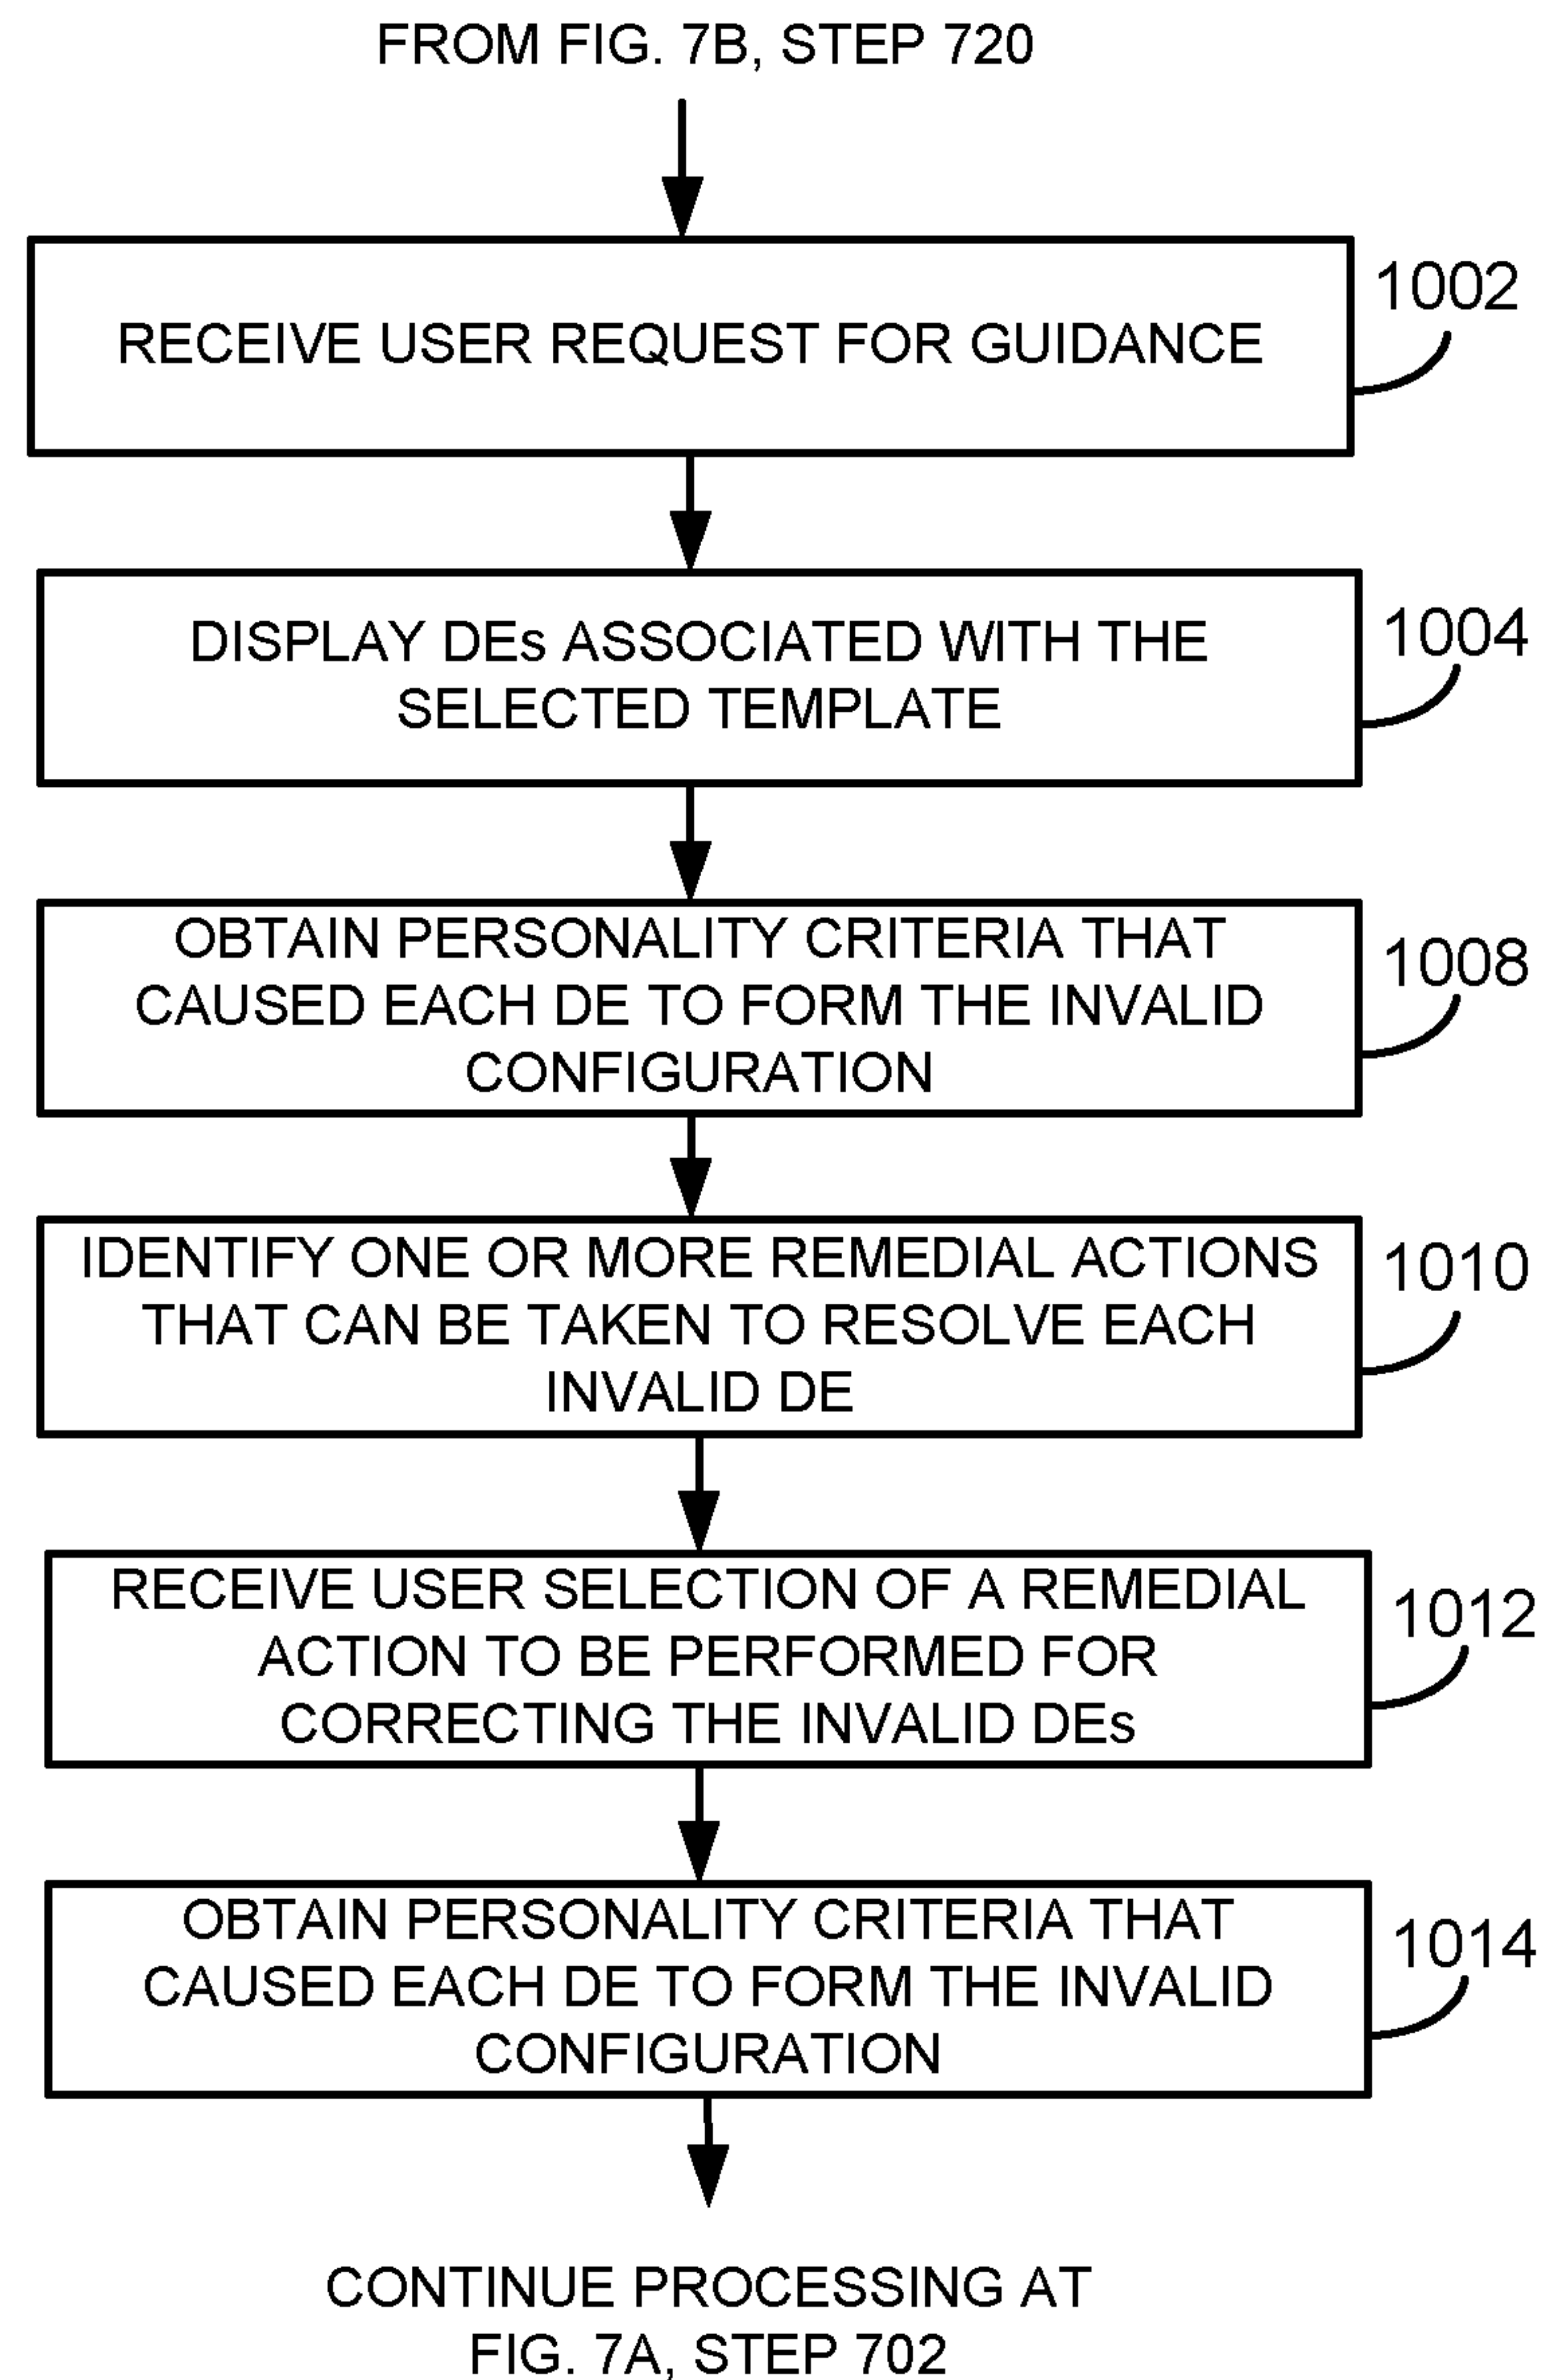 FROM FIG. 7B, STEP 720
1002
RECEIVE USER REQUEST FOR GUIDANCE
1004
DISPLAY DEs ASSOCIATED WITH THE
SELECTED TEMPLATE
1008
OBTAIN PERSONALITY CRITERIA THAT
CAUSED EACH DE TO FORM THE INVALID
CONFIGURATION
1010
IDENTIFY ONE OR MORE REMEDIAL ACTIONS
THAT CAN BE TAKEN TO RESOLVE EACH
INVALID DE
1012
RECEIVE USER SELECTION OF A REMEDIAL
ACTION TO BE PERFORMED FOR
CORRECTING THE INVALID DEs
1014
OBTAIN PERSONALITY CRITERIA THAT
CAUSED EACH DE TO FORM THE INVALID
CONFIGURATION
CONTINUE PROCESSING AT
FIG. 7A, STEP 702